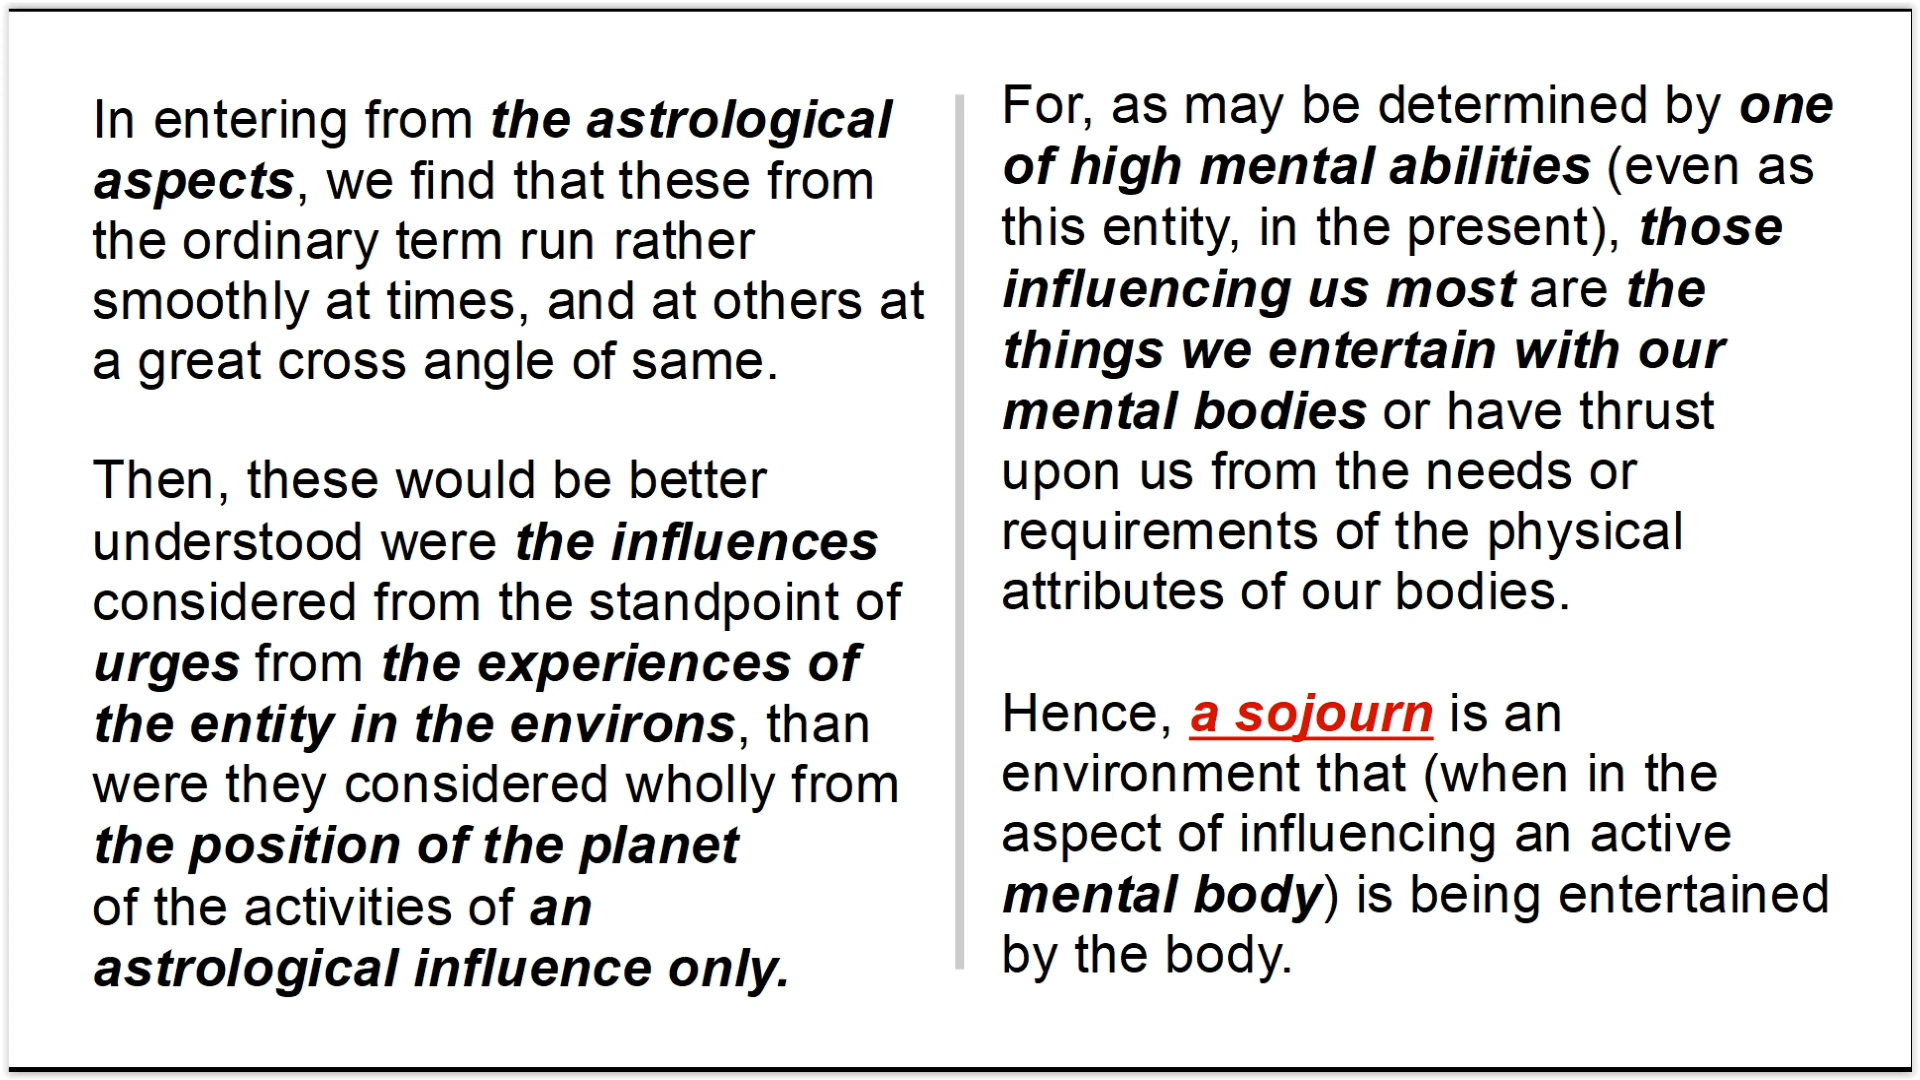 In entering from the astrological
aspects, we find that these from
the ordinary term run rather
smoothly at times, and at others at
a great cross angle of same.
Then, these would be better
understood were the influences
considered from the standpoint of
urges from the experiences of
the entity in the environs, than
were they considered wholly from
the position of the planet
of the activities of an
astrological influence only.
For, as may be determined by one
of high mental abilities (even as
this entity, in the present), those
influencing us most are the
things we entertain with our
mental bodies or have thrust
upon us from the needs or
requirements of the physical
attributes of our bodies.
Hence, a sojourn is an
environment that (when in the
aspect of influencing an active
mental body) is being entertained
by the body.